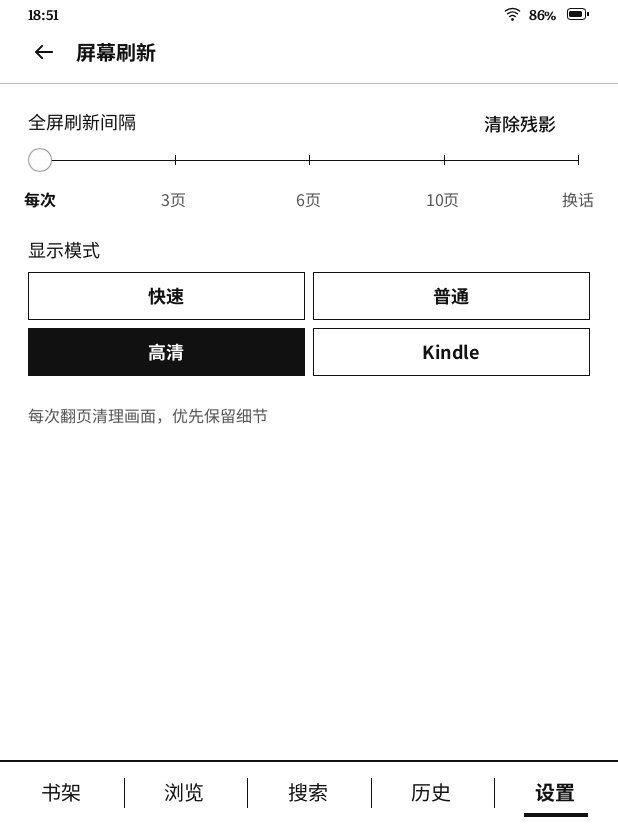 18:51 86%
屏幕刷新
全屏刷新间隔 清除残影
每次 3页 6页 10页 换话
显示模式
快速 普通
高清 Kindle
每次翻页清理画面，优先保留细节
书架 浏览 搜索 历史 设置